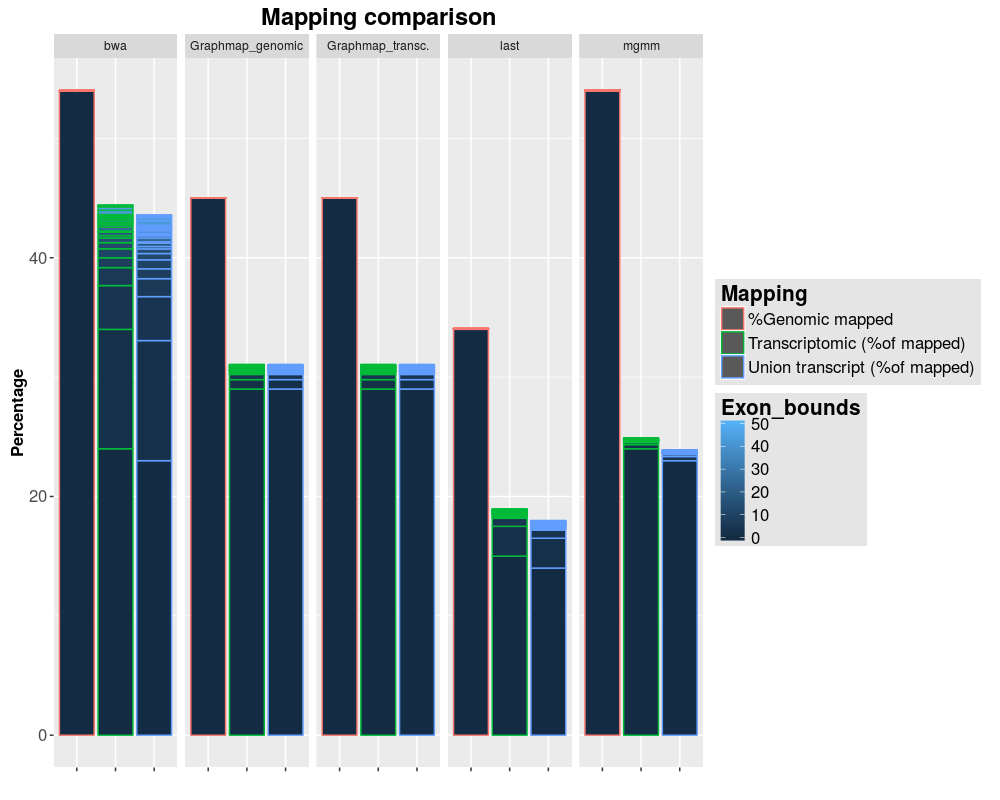 Mapping comparison
bwa
Graphmap_genomic
Graphmap_transc.
last
mgmm
Percentage
40
20
0
Mapping
%Genomic mapped
Transcriptomic (%of mapped)
Union transcript (%of mapped)
Exon_bounds
50
40
30
20
10
0